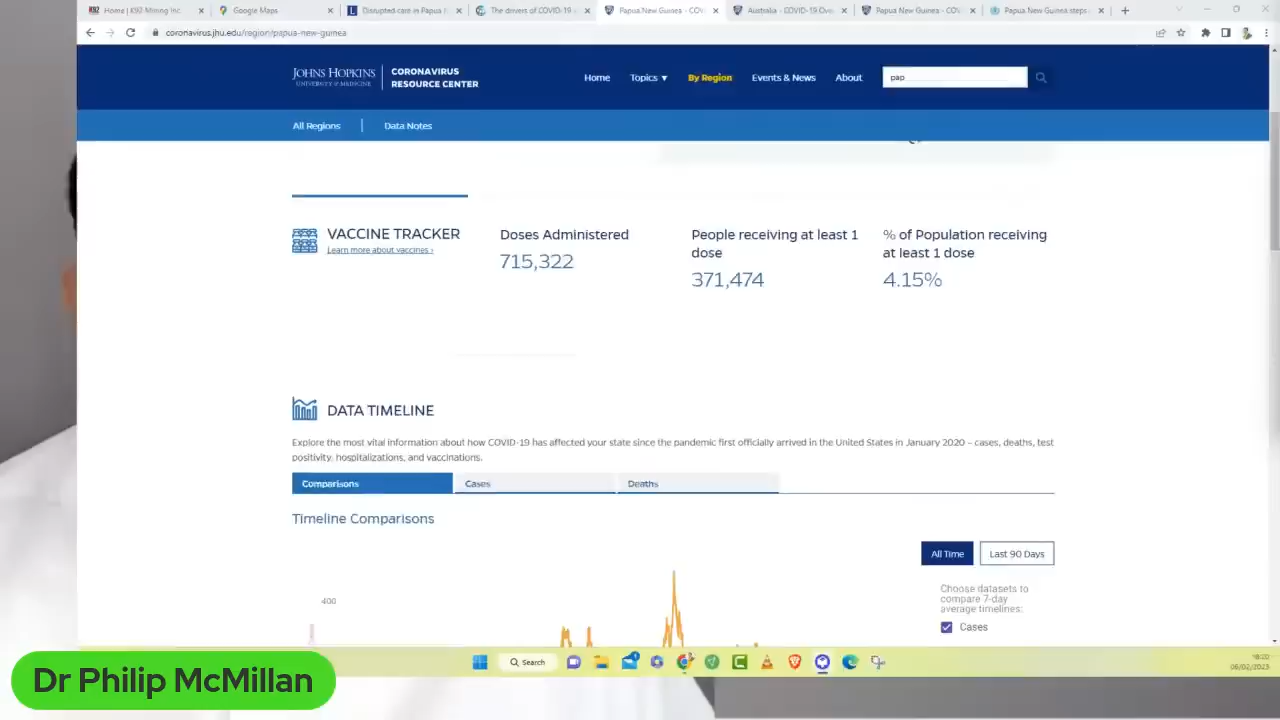 Home | K92 Mining Inc.
Google Maps
Disrupted care in Papua N
The drivers of COVID-19
Papua New Guinea - COV
Australia - COVID-19 Ove
Papua New Guinea - COV
Papua New Guinea steps
coronavirus.jhu.edu/region/papua-new-guinea
JOHNS HOPKINS
UNIVERSITY & MEDICINE
CORONAVIRUS
RESOURCE CENTER
Home
Topics ▼
By Region
Events & News
About
pap
All Regions
Data Notes
VACCINE TRACKER
Learn more about vaccines ›
Doses Administered
715,322
People receiving at least 1
dose
371,474
% of Population receiving
at least 1 dose
4.15%
DATA TIMELINE
Explore the most vital information about how COVID-19 has affected your state since the pandemic first officially arrived in the United States in January 2020 – cases, deaths, test
positivity, hospitalizations, and vaccinations.
Comparisons
Cases
Deaths
Timeline Comparisons
All Time
Last 90 Days
Choose datasets to
compare 7-day
average timelines:
Cases
400
Search
18:20
06/02/2023
Dr Philip McMillan